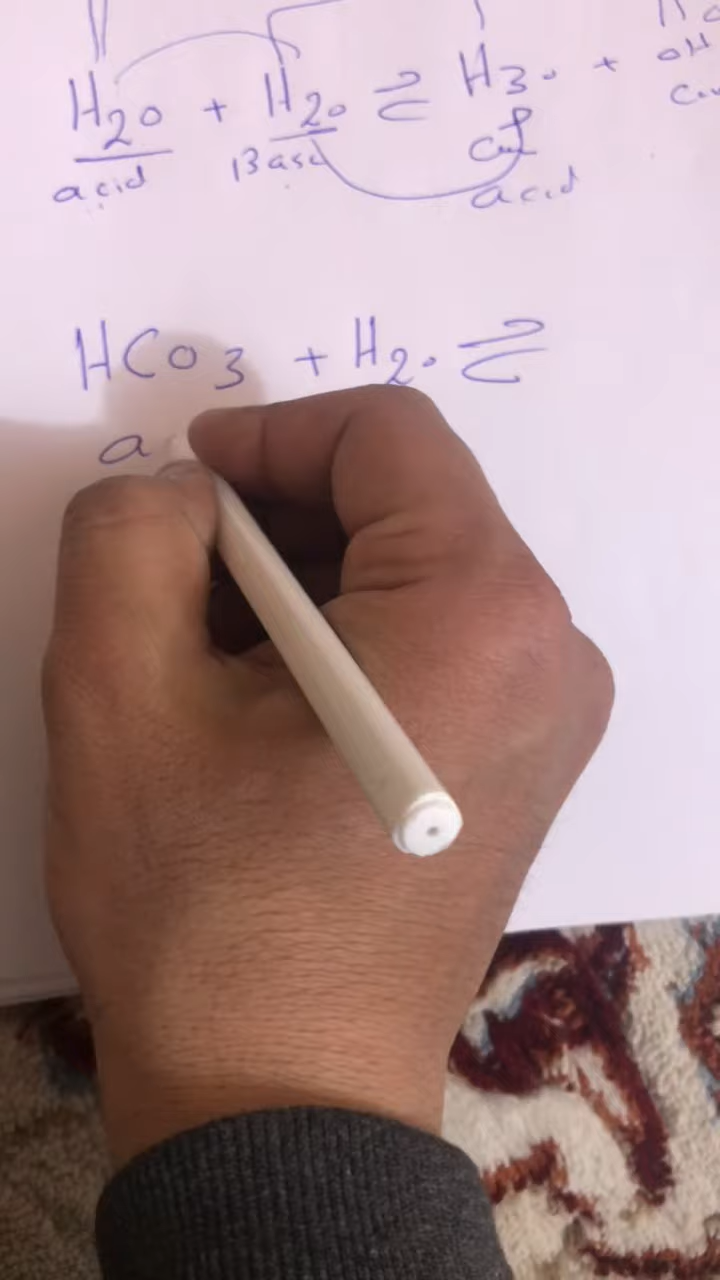 H2o + H2o ⇌ H3o + oH
acid Base
acid
HCo3 + H2o ⇌
a